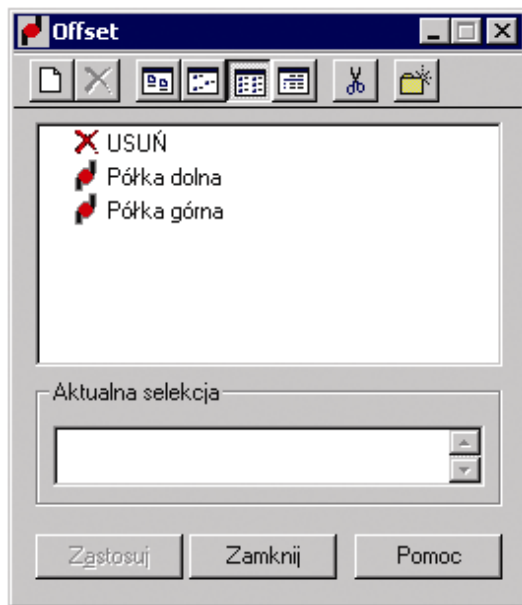 Offset
USUŃ
Półka dolna
Półka górna
Aktualna selekcja
Zastosuj
Zamknij
Pomoc